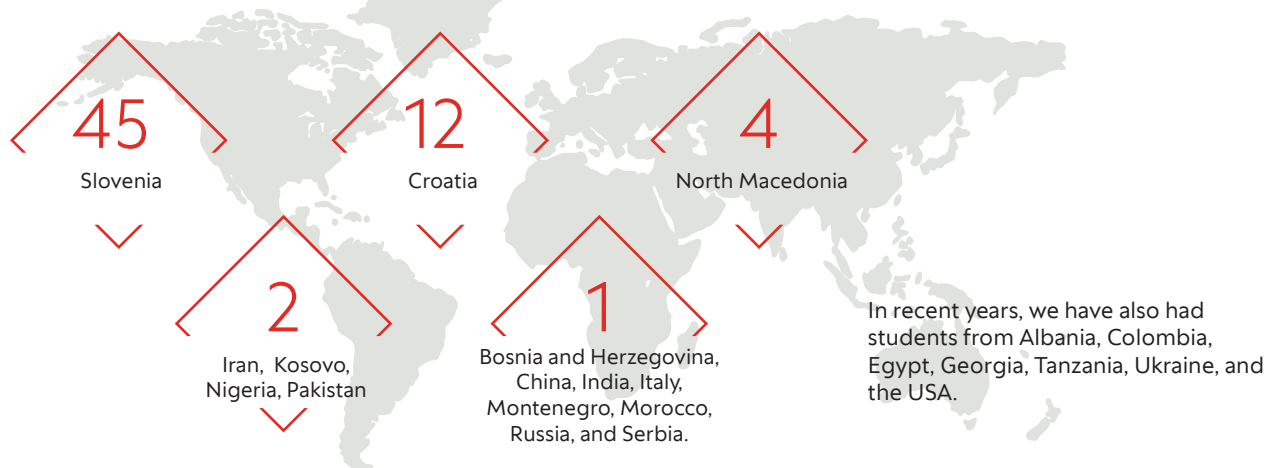 45
Slovenia
12
Croatia
4
North Macedonia
2
Iran, Kosovo,
Nigeria, Pakistan
1
Bosnia and Herzegovina,
China, India, Italy,
Montenegro, Morocco,
Russia, and Serbia.
In recent years, we have also had
students from Albania, Colombia,
Egypt, Georgia, Tanzania, Ukraine, and
the USA.